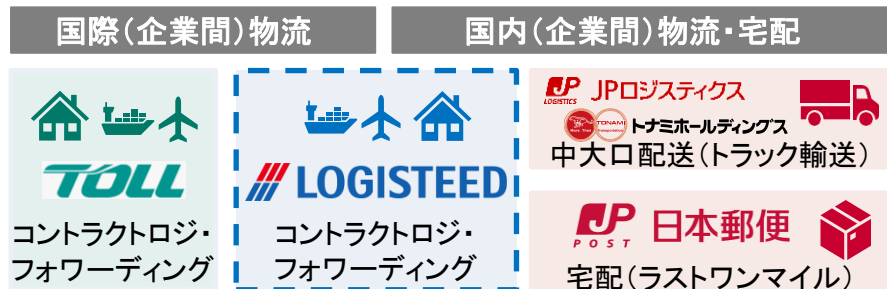 国際（企業間）物流
国内（企業間）物流・宅配
TOLL
コントラクトロジ・
フォワーディング
LOGISTEED
コントラクトロジ・
フォワーディング
JP
LOGISTICS
JPロジスティクス
TONAMI
トナミホールディングス
中大口配送（トラック輸送）
JP
POST
日本郵便
宅配（ラストワンマイル）